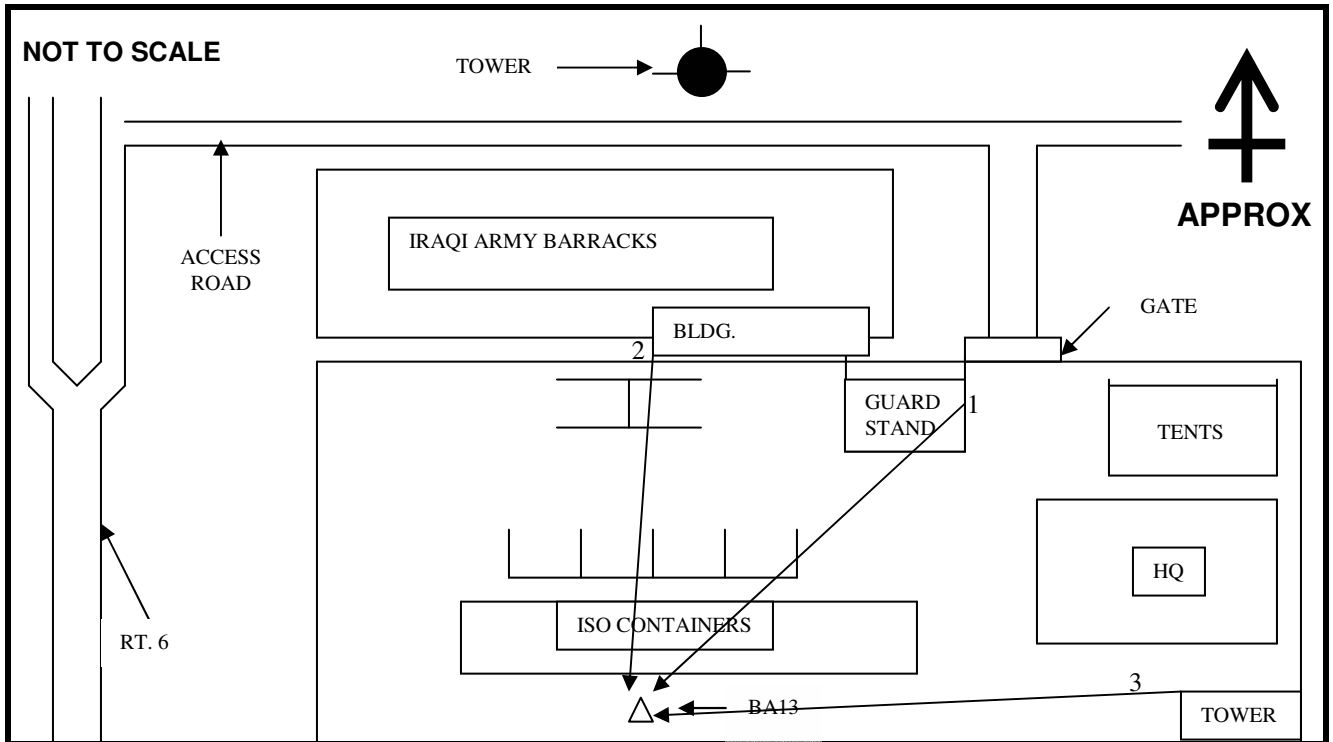 NOT TO SCALE
TOWER
APPROX
IRAQI ARMY BARRACKS
ACCESS
ROAD
GATE
BLDG.
2
GUARD
STAND
1
TENTS
HQ
ISO CONTAINERS
RT. 6
3
BA13
TOWER